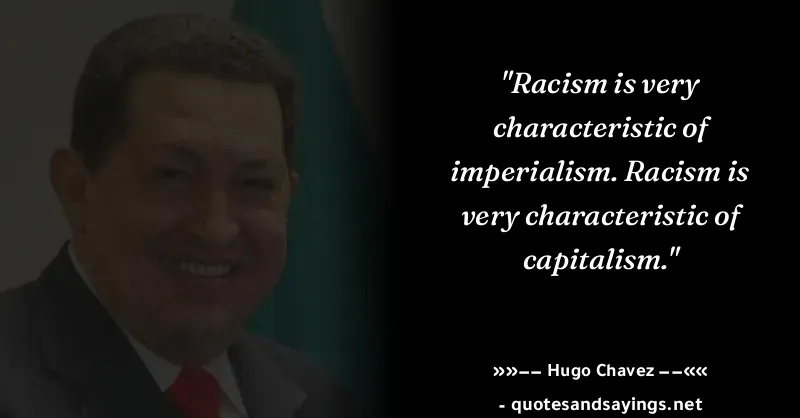 "Racism is very
characteristic of
imperialism. Racism is
very characteristic of
capitalism."
»»–– Hugo Chavez ––««
- quotesandsayings.net